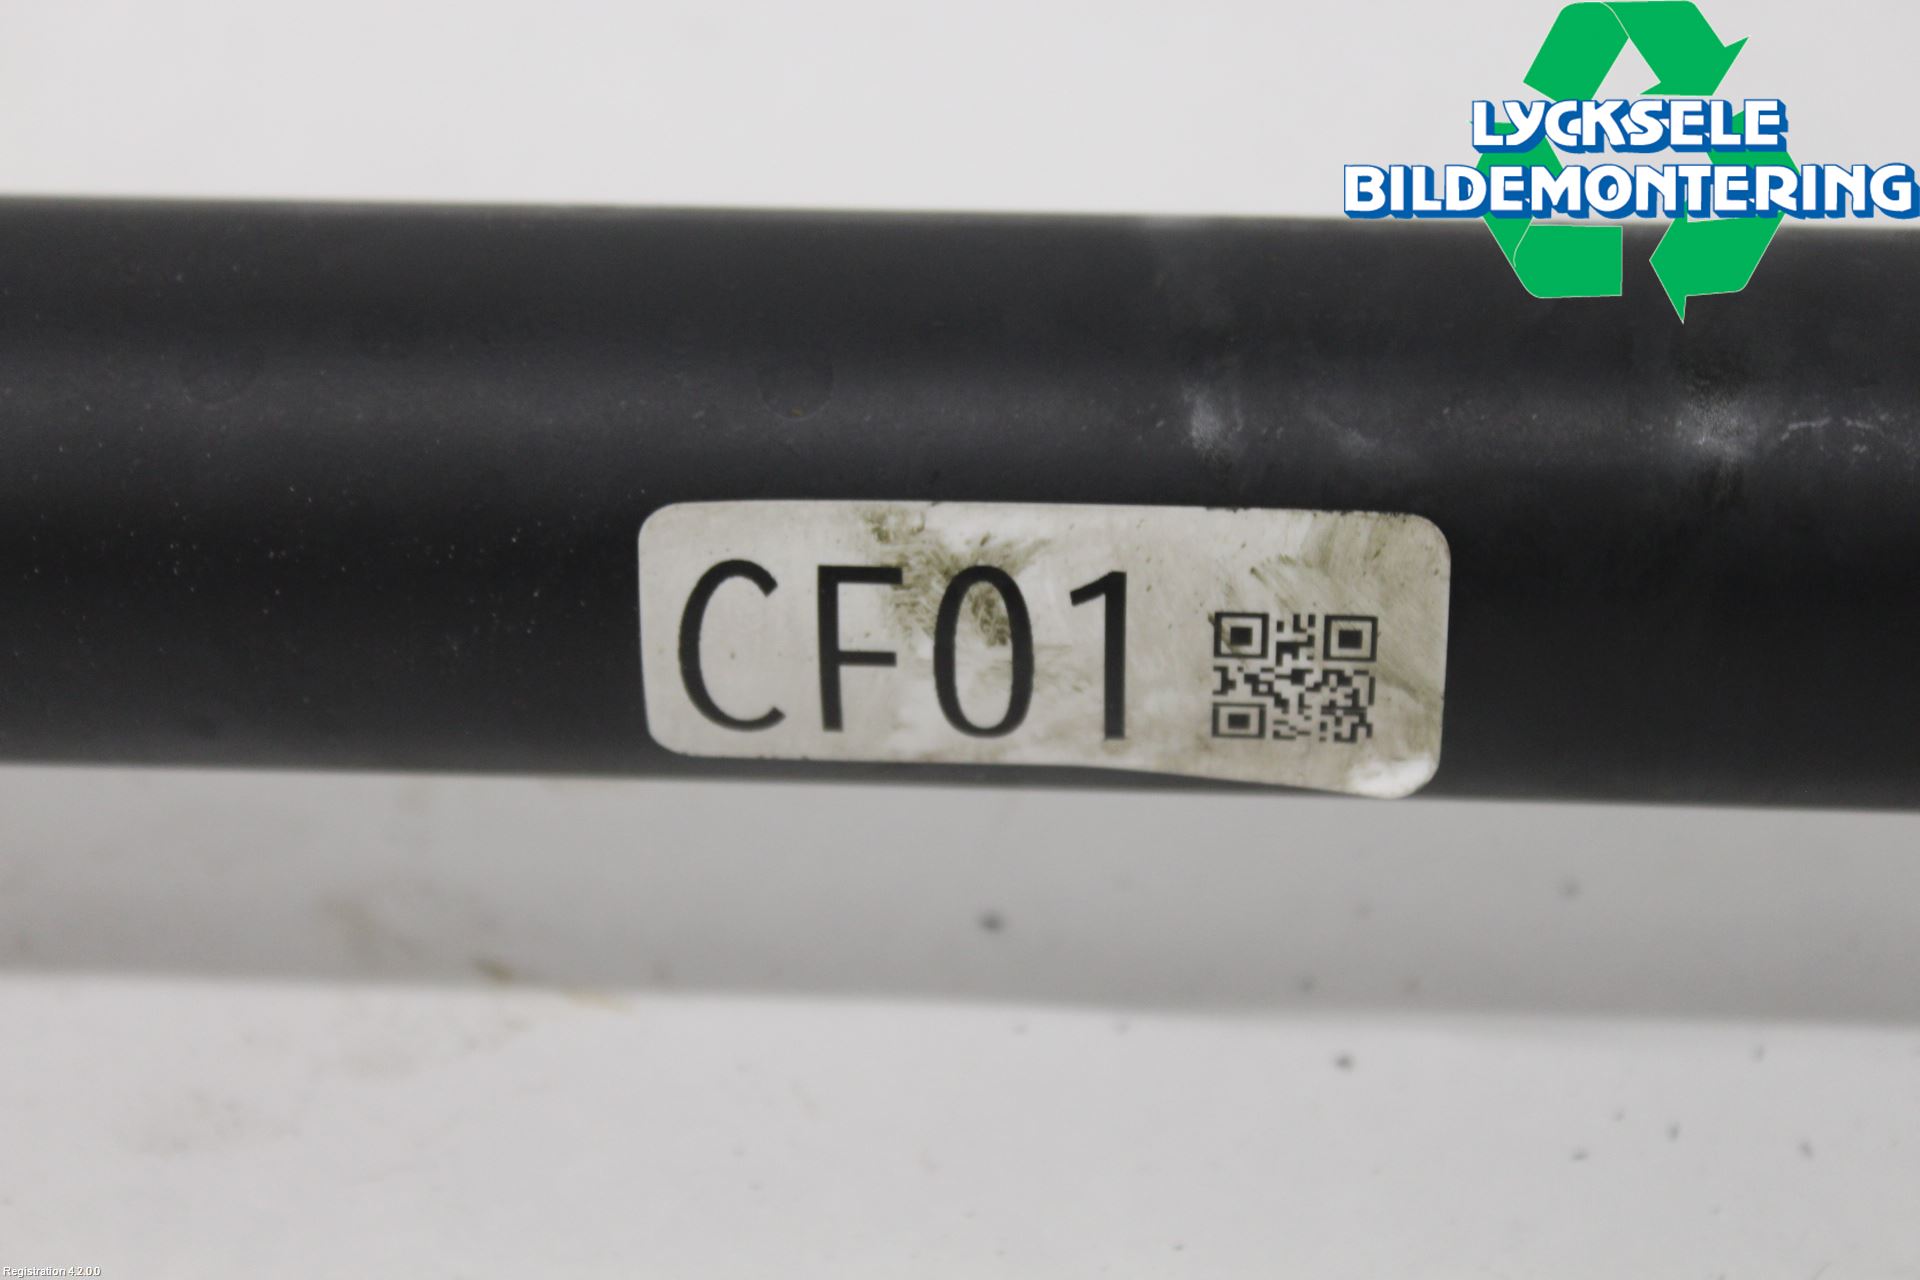 LYCKSELE
BILDEMONTERING
CF01
Registration 4.2.0.0